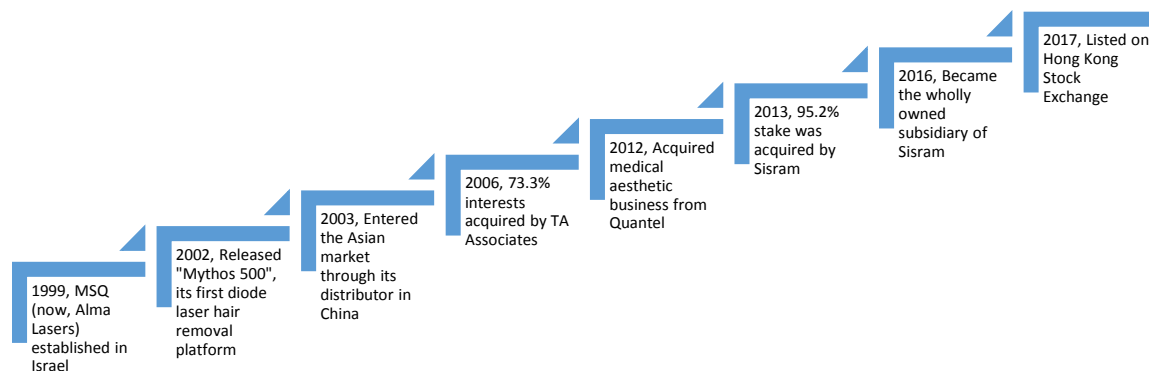 1999, MSQ
(now, Alma
Lasers)
established in
Israel
2002, Released
"Mythos 500",
its first diode
laser hair
removal
platform
2003, Entered
the Asian
market
through its
distributor in
China
2006, 73.3%
interests
acquired by TA
Associates
2012, Acquired
medical
aesthetic
business from
Quantel
2013, 95.2%
stake was
acquired by
Sisram
2016, Became
the wholly
owned
subsidiary of
Sisram
2017, Listed on
Hong Kong
Stock
Exchange